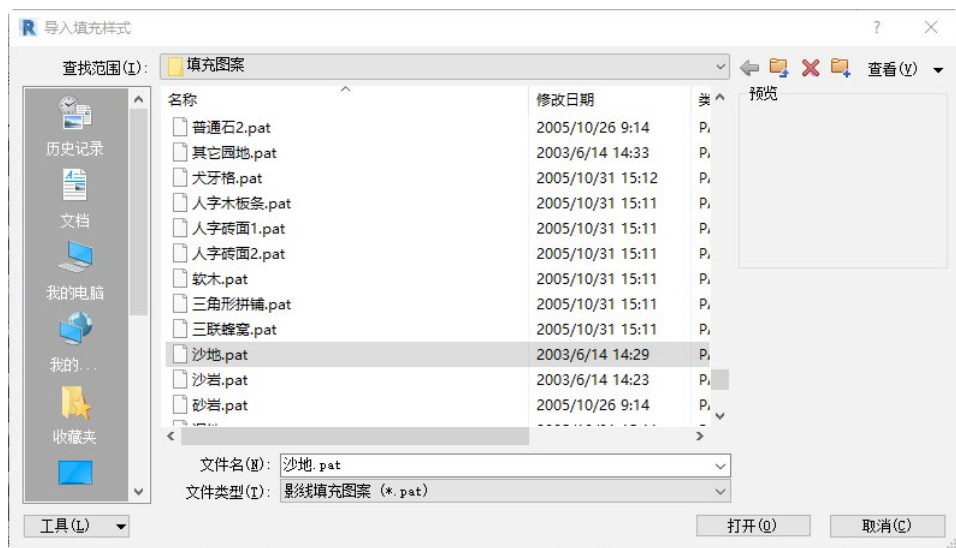 导入填充样式
查找范围(I): 填充图案 查看(V)
名称 修改日期 预览
普通石2.pat 2005/10/26 9:14
其它园地.pat 2003/6/14 14:33
犬牙格.pat 2005/10/31 15:12
人字木板条.pat 2005/10/31 15:11
人字砖面1.pat 2005/10/31 15:11
人字砖面2.pat 2005/10/31 15:11
软木.pat 2005/10/31 15:11
三角形拼铺.pat 2005/10/31 15:11
三联蜂窝.pat 2005/10/31 15:11
沙地.pat 2003/6/14 14:29
沙岩.pat 2003/6/14 14:23
砂岩.pat 2005/10/26 9:14
历史记录
文档
我的电脑
我的...
收藏夹
文件名(N): 沙地.pat
文件类型(T): 影线填充图案 (*.pat)
工具(L) 打开(O) 取消(C)